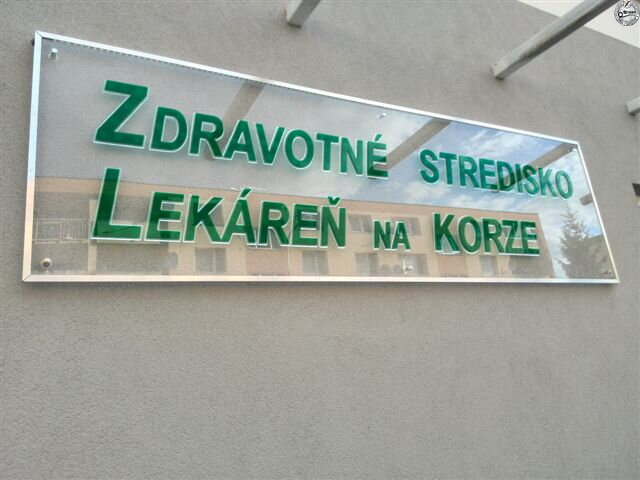 ZDRAVOTNÉ STREDISKO
LEKÁREŇ NA KORZE